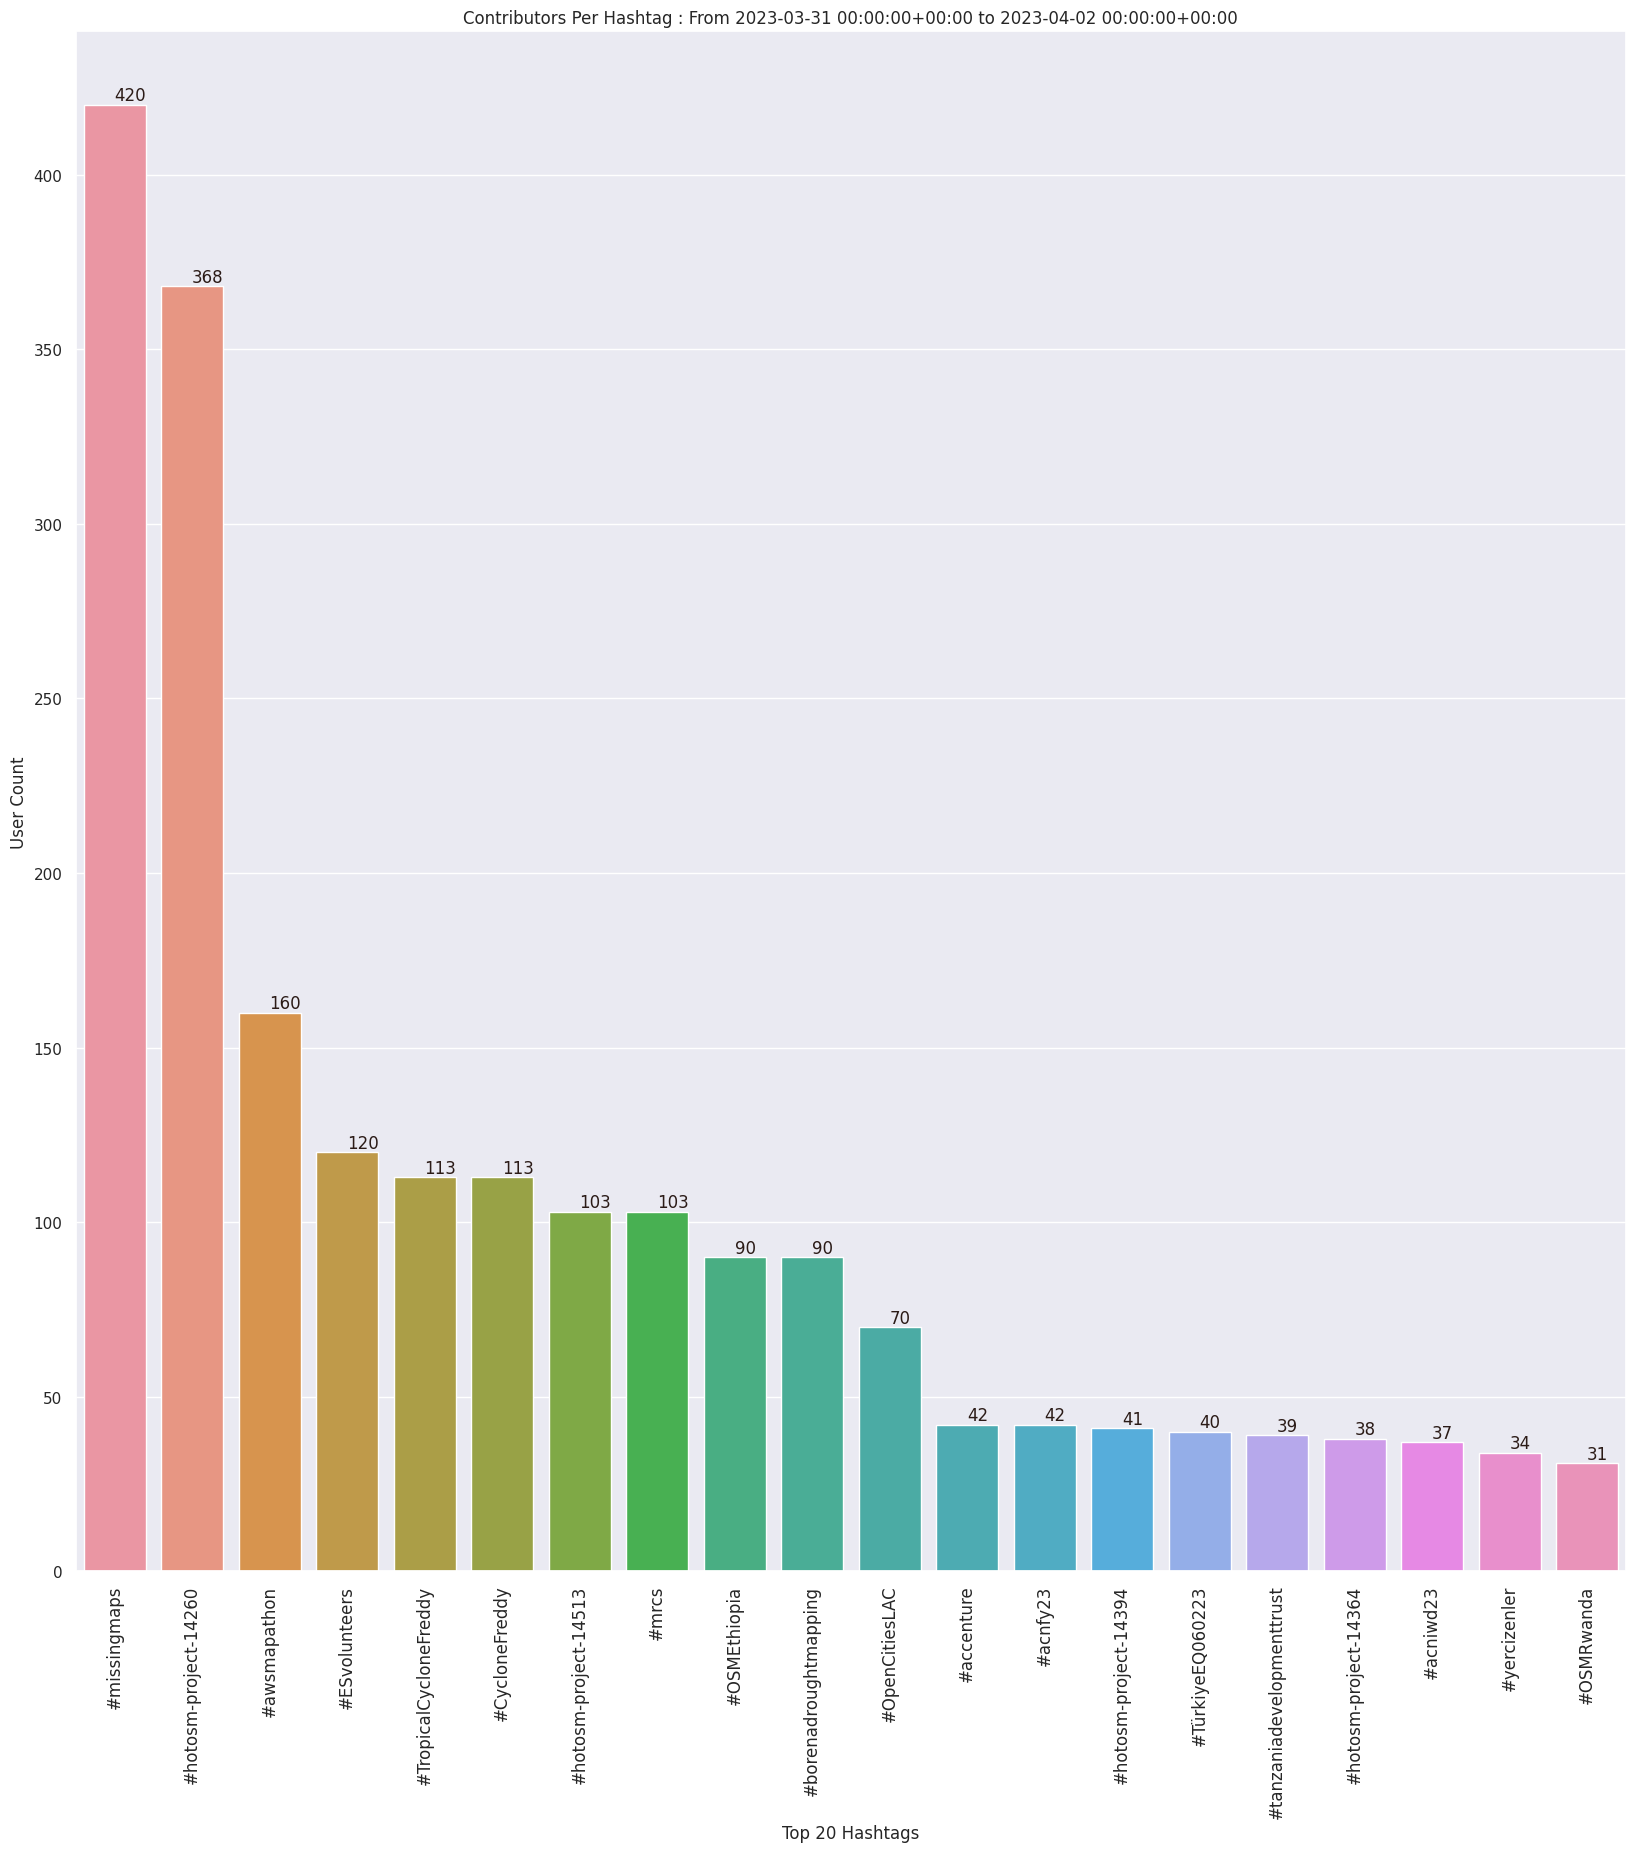 Contributors Per Hashtag : From 2023-03-31 00:00:00+00:00 to 2023-04-02 00:00:00+00:00
User Count
400
350
300
250
200
150
100
50
0
420
368
160
120
113
113
103
103
90
90
70
42
42
41
40
39
38
37
34
31
#missingmaps
#hotosm-project-14260
#awsmapathon
#ESvolunteers
#TropicalCycloneFreddy
#CycloneFreddy
#hotosm-project-14513
#mrcs
#OSMEthiopia
#borenadroughtmapping
#OpenCitiesLAC
#accenture
#acnfy23
#hotosm-project-14394
#TürkiyeEQ060223
#tanzaniadevelopmenttrust
#hotosm-project-14364
#acniwd23
#yercizenler
#OSMRwanda
Top 20 Hashtags